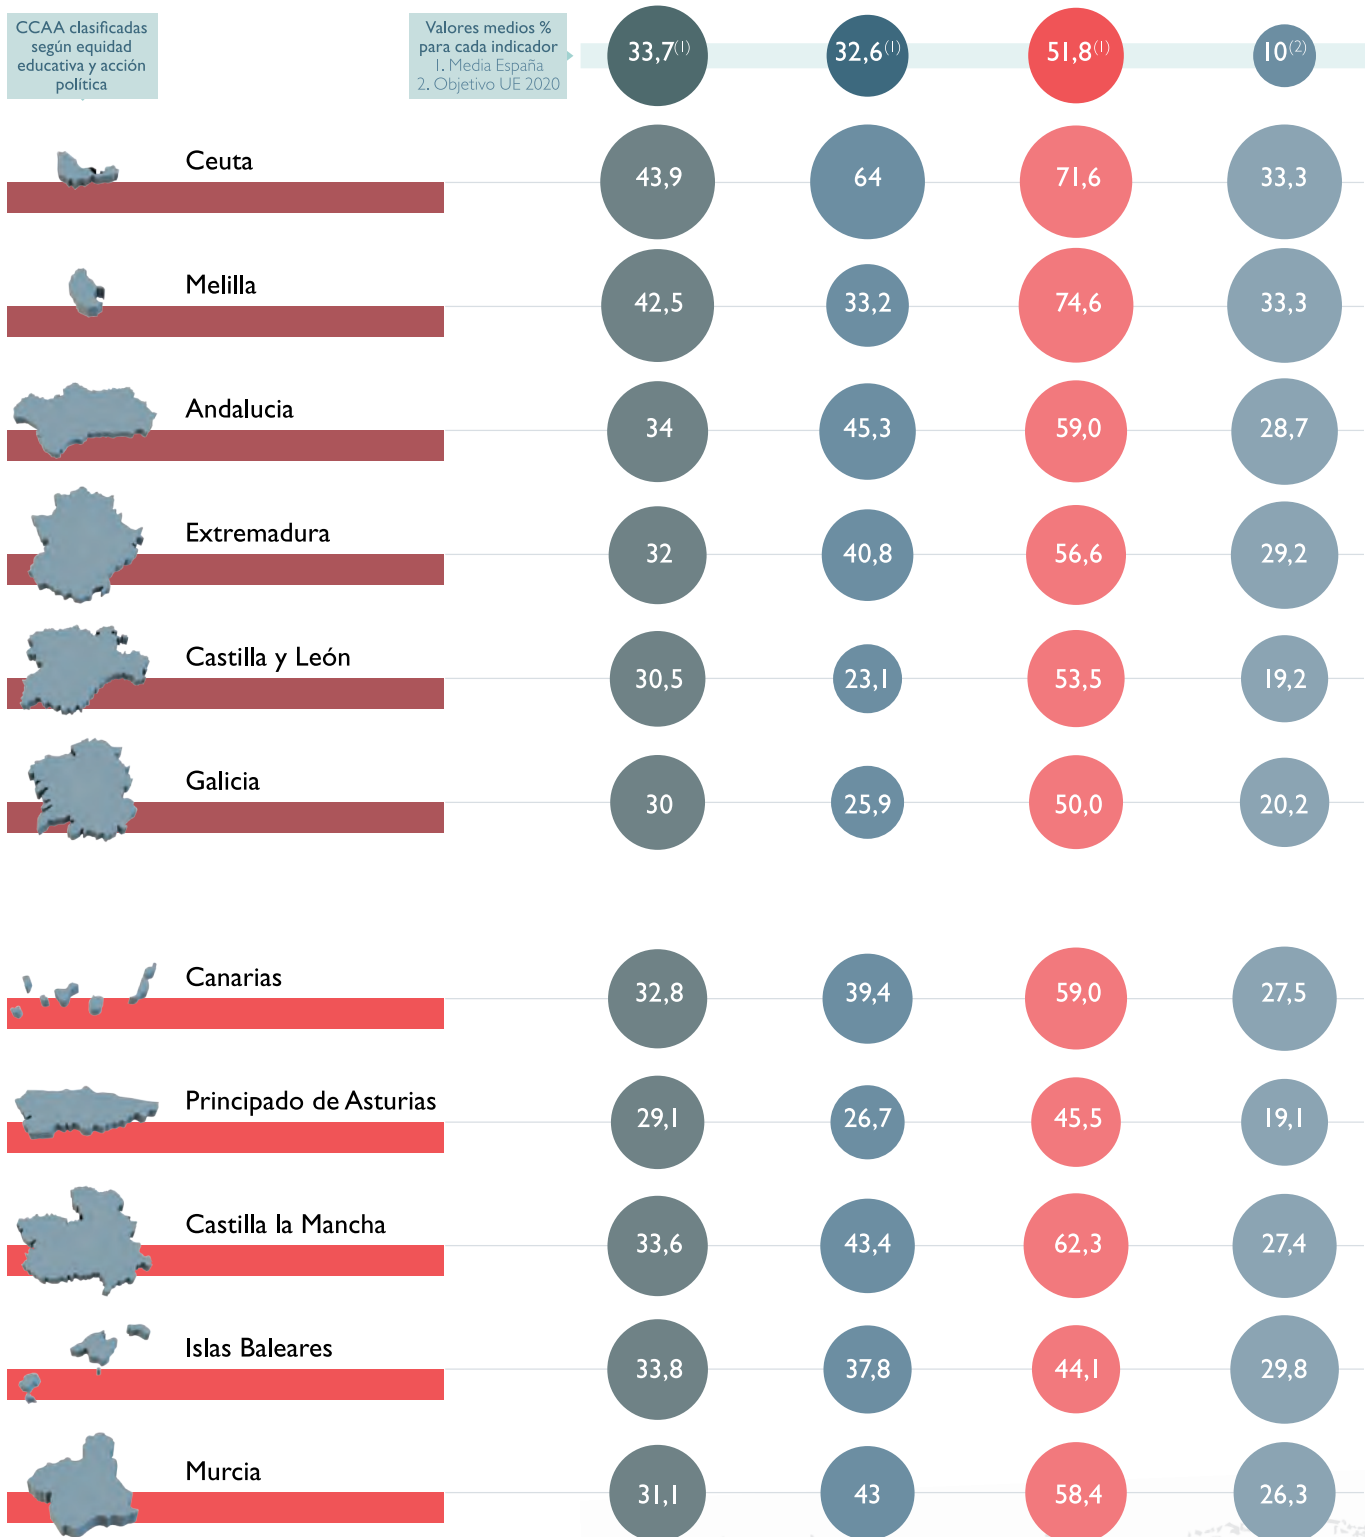 CCAA clasificadas
según equidad
educativa y acción
política
Valores medios %
para cada indicador
1. Media España
2. Objetivo UE 2020
33,7(1) 32,6(1) 51,8(1) 10(2)
Ceuta
43,9 64 71,6 33,3
Melilla
42,5 33,2 74,6 33,3
Andalucia
34 45,3 59,0 28,7
Extremadura
32 40,8 56,6 29,2
Castilla y León
30,5 23,1 53,5 19,2
Galicia
30 25,9 50,0 20,2
Canarias
32,8 39,4 59,0 27,5
Principado de Asturias
29,1 26,7 45,5 19,1
Castilla la Mancha
33,6 43,4 62,3 27,4
Islas Baleares
33,8 37,8 44,1 29,8
Murcia
31,1 43 58,4 26,3